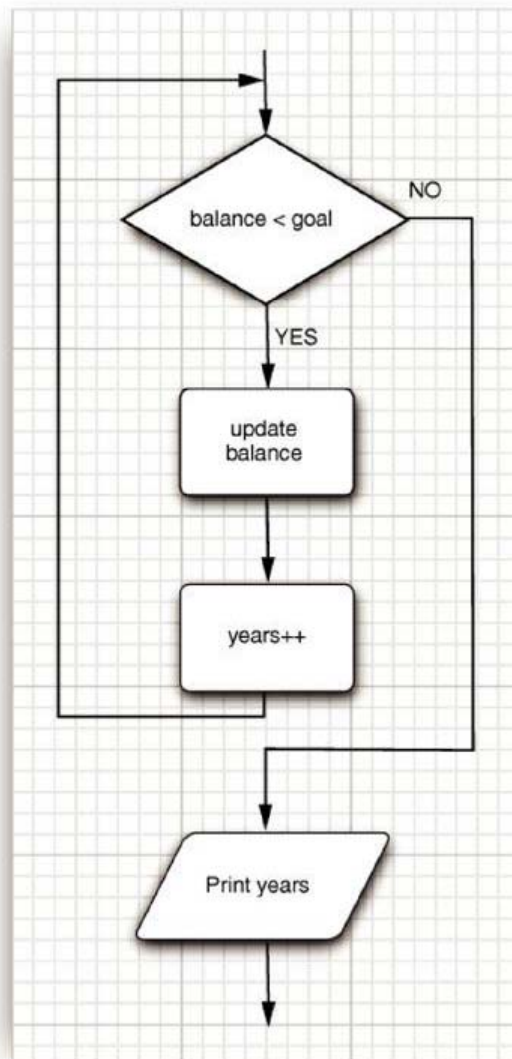 balance < goal
NO
YES
update
balance
years++
Print years